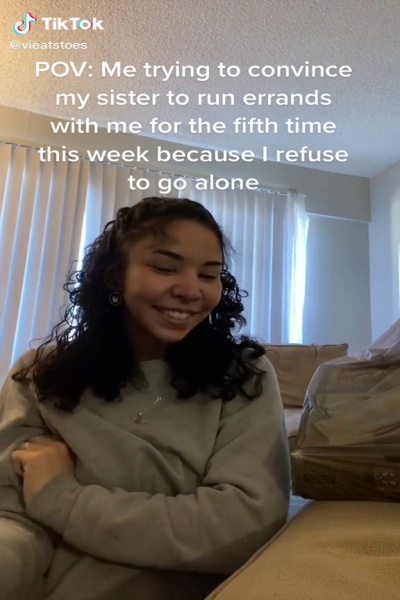 TikTok
@vieatstoes
POV: Me trying to convince
my sister to run errands
with me for the fifth time
this week because I refuse
to go alone